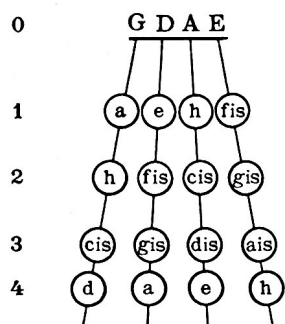 0 G D A E
1 a e h fis
2 h fis cis gis
3 cis gis dis ais
4 d a e h